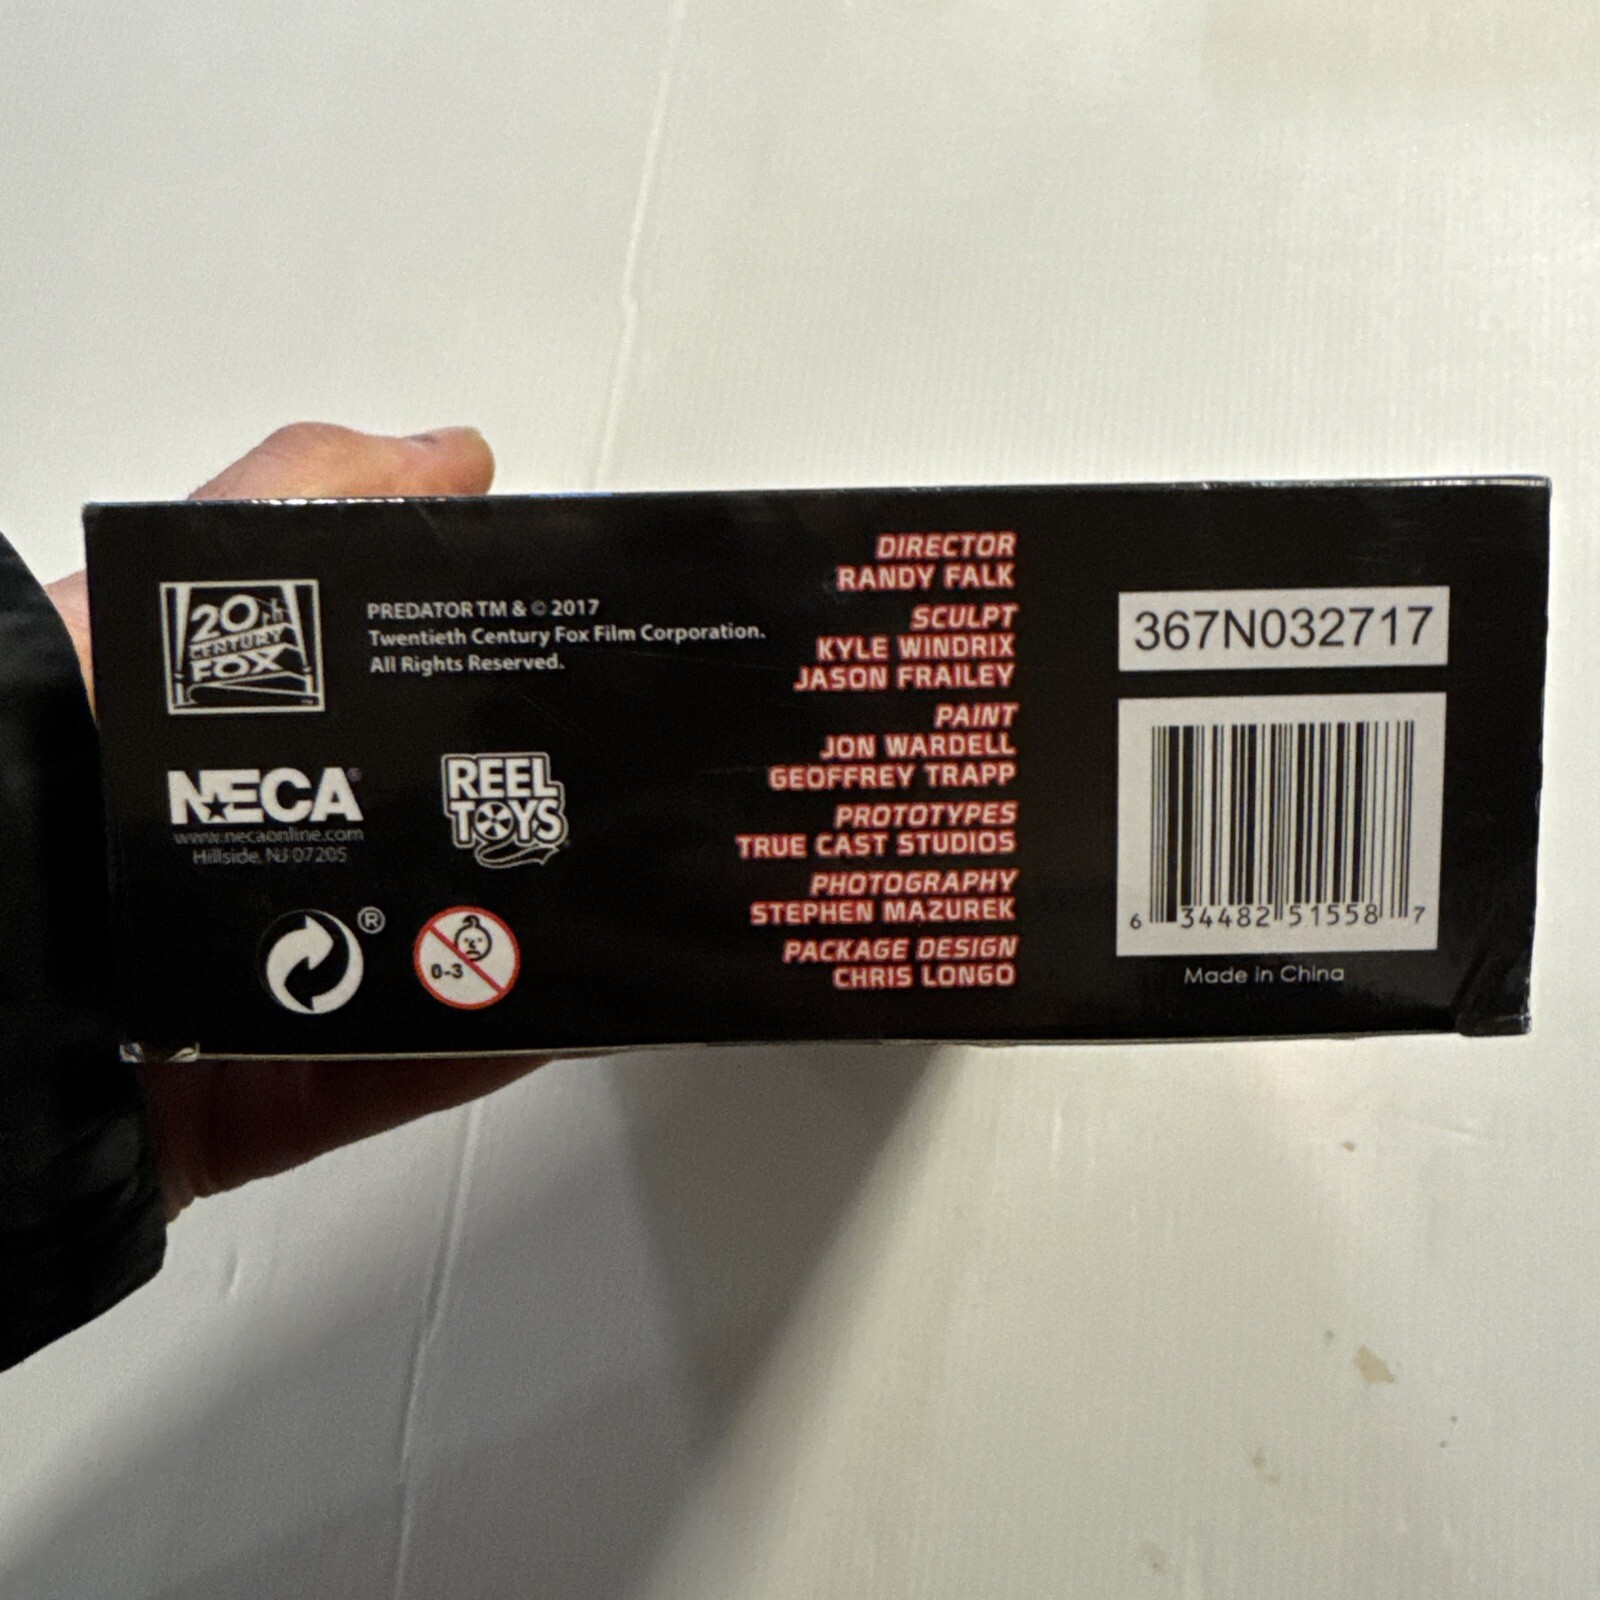 20th
CENTURY
FOX
PREDATOR TM & © 2017
Twentieth Century Fox Film Corporation.
All Rights Reserved.
NECA®
www.necaonline.com
Hillside, NJ 07205
REEL
TOYS
®
0-3
DIRECTOR
RANDY FALK
SCULPT
KYLE WINDRIX
JASON FRAILEY
PAINT
JON WARDELL
GEOFFREY TRAPP
PROTOTYPES
TRUE CAST STUDIOS
PHOTOGRAPHY
STEPHEN MAZUREK
PACKAGE DESIGN
CHRIS LONGO
367N032717
6 34482 51558 7
Made in China